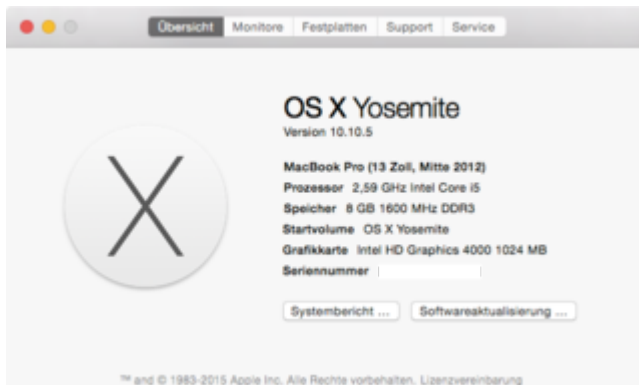 Übersicht Monitore Festplatten Support Service
OS X Yosemite
Version 10.10.5
MacBook Pro (13 Zoll, Mitte 2012)
Prozessor 2,59 GHz Intel Core i5
Speicher 8 GB 1600 MHz DDR3
Startvolume OS X Yosemite
Grafikkarte Intel HD Graphics 4000 1024 MB
Seriennummer
Systembericht ... Softwareaktualisierung ...
™ and © 1983-2015 Apple Inc. Alle Rechte vorbehalten. Lizenzvereinbarung